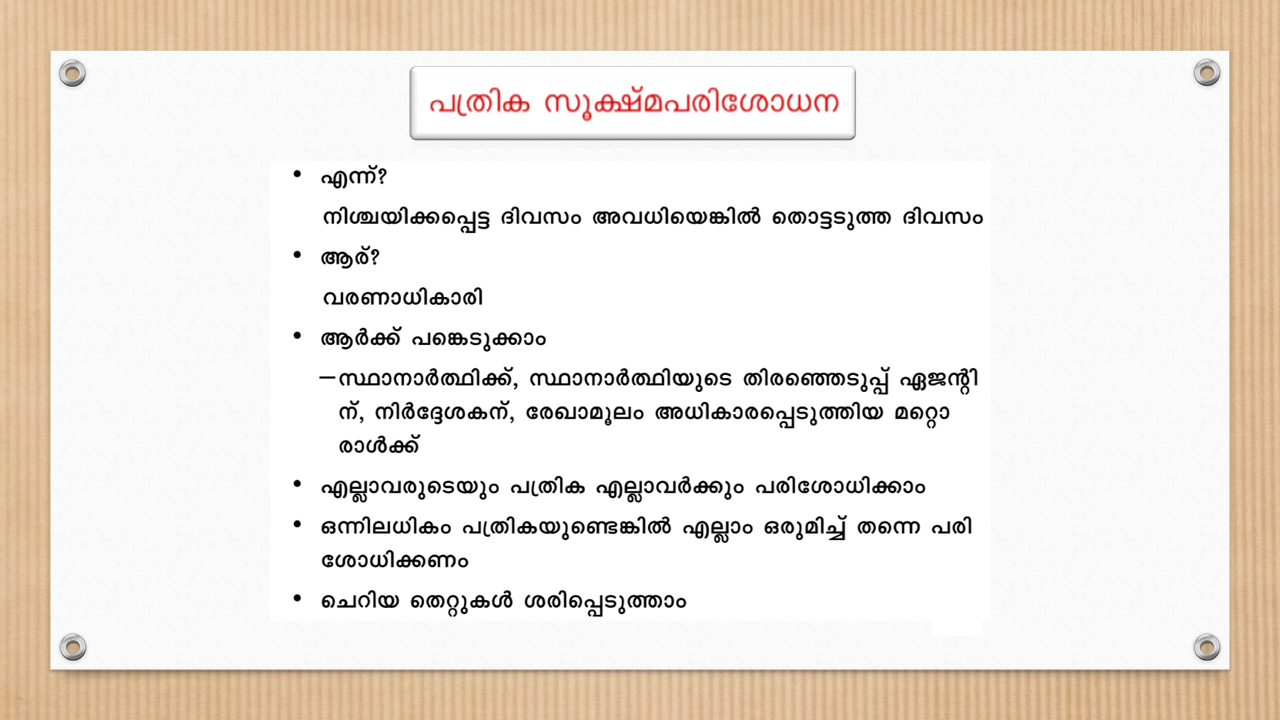 പത്രിക സൂക്ഷ്മപരിശോധന
• എന്ന്?
നിശ്ചയിക്കപ്പെട്ട ദിവസം അവധിയെങ്കിൽ തൊട്ടടുത്ത ദിവസം
• ആര്?
വരണാധികാരി
• ആർക്ക് പങ്കെടുക്കാം
–സ്ഥാനാർത്ഥിക്ക്, സ്ഥാനാർത്ഥിയുടെ തിരഞ്ഞെടുപ്പ് ഏജന്റി
ന്, നിർദ്ദേശകന്, രേഖാമൂലം അധികാരപ്പെടുത്തിയ മറ്റൊ
രാൾക്ക്
• എല്ലാവരുടെയും പത്രിക എല്ലാവർക്കും പരിശോധിക്കാം
• ഒന്നിലധികം പത്രികയുണ്ടെങ്കിൽ എല്ലാം ഒരുമിച്ച് തന്നെ പരി
ശോധിക്കണം
• ചെറിയ തെറ്റുകൾ ശരിപ്പെടുത്താം